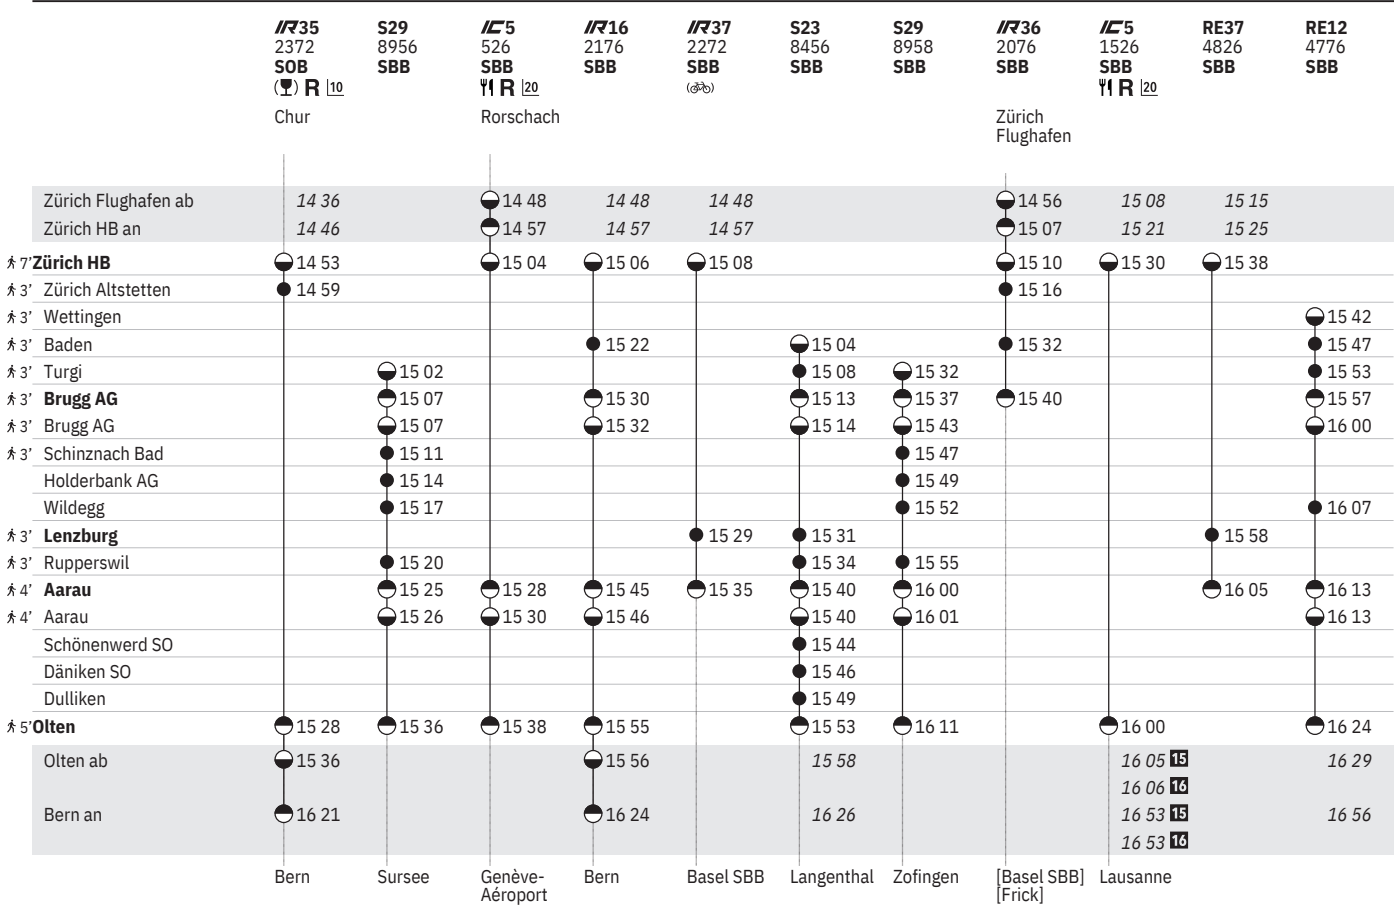 IR35 S29 IC5 IR16 IR37 S23 S29 IR36 IC5 RE37 RE12
2372 8956 526 2176 2272 8456 8958 2076 1526 4826 4776
SOB SBB SBB SBB SBB SBB SBB SBB SBB SBB SBB
R 10 R 20 R 20
Chur Rorschach Zürich
Flughafen
Zürich Flughafen ab 14 36 14 48 14 48 14 48 14 56 15 08 15 15
Zürich HB an 14 46 14 57 14 57 14 57 15 07 15 21 15 25
7' Zürich HB 14 53 15 04 15 06 15 08 15 10 15 30 15 38
3' Zürich Altstetten 14 59 15 16
3' Wettingen 15 42
3' Baden 15 22 15 04 15 32 15 47
3' Turgi 15 02 15 08 15 32 15 53
3' Brugg AG 15 07 15 30 15 13 15 37 15 40 15 57
3' Brugg AG 15 07 15 32 15 14 15 43 16 00
3' Schinznach Bad 15 11 15 47
Holderbank AG 15 14 15 49
Wildegg 15 17 15 52 16 07
3' Lenzburg 15 29 15 31 15 58
3' Rupperswil 15 20 15 34 15 55
4' Aarau 15 25 15 28 15 45 15 35 15 40 16 00 16 05 16 13
4' Aarau 15 26 15 30 15 46 15 40 16 01 16 13
Schönenwerd SO 15 44
Däniken SO 15 46
Dulliken 15 49
5' Olten 15 28 15 36 15 38 15 55 15 53 16 11 16 00 16 24
Olten ab 15 36 15 56 15 58 16 05 15 16 29
16 06 16
Bern an 16 21 16 24 16 26 16 53 15 16 56
16 53 16
Bern Sursee Genève- Bern Basel SBB Langenthal Zofingen [Basel SBB] Lausanne
Aéroport [Frick]